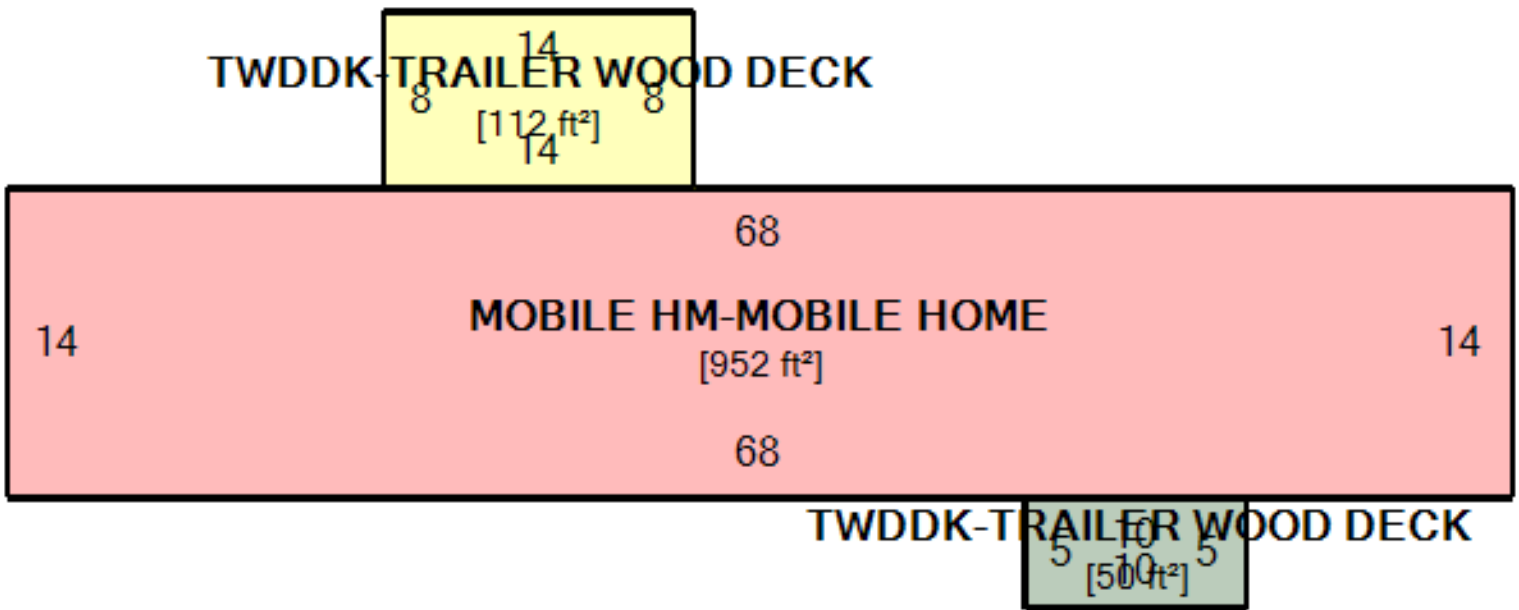 14
TWDDK-TRAILER WOOD DECK
8 8
[112 ft²]
14
68
MOBILE HM-MOBILE HOME
14 14
[952 ft²]
68
TWDDK-TRAILER WOOD DECK
10
5 5
10
[50 ft²]